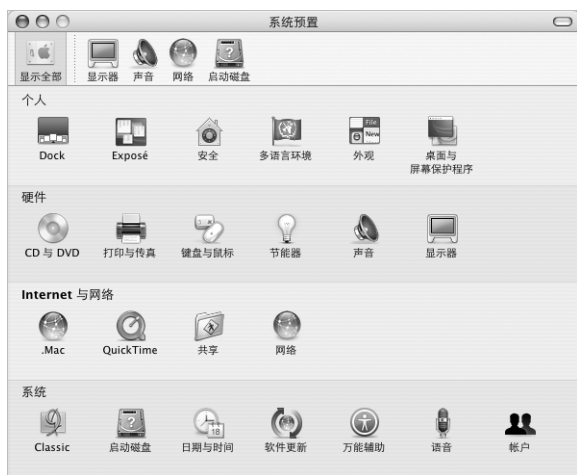 系统预置
显示全部 显示器 声音 网络 启动磁盘
个人
Dock Exposé 安全 多语言环境 外观 桌面与
屏幕保护程序
硬件
CD 与 DVD 打印与传真 键盘与鼠标 节能器 声音 显示器
Internet 与网络
.Mac QuickTime 共享 网络
系统
Classic 启动磁盘 日期与时间 软件更新 万能辅助 语音 帐户